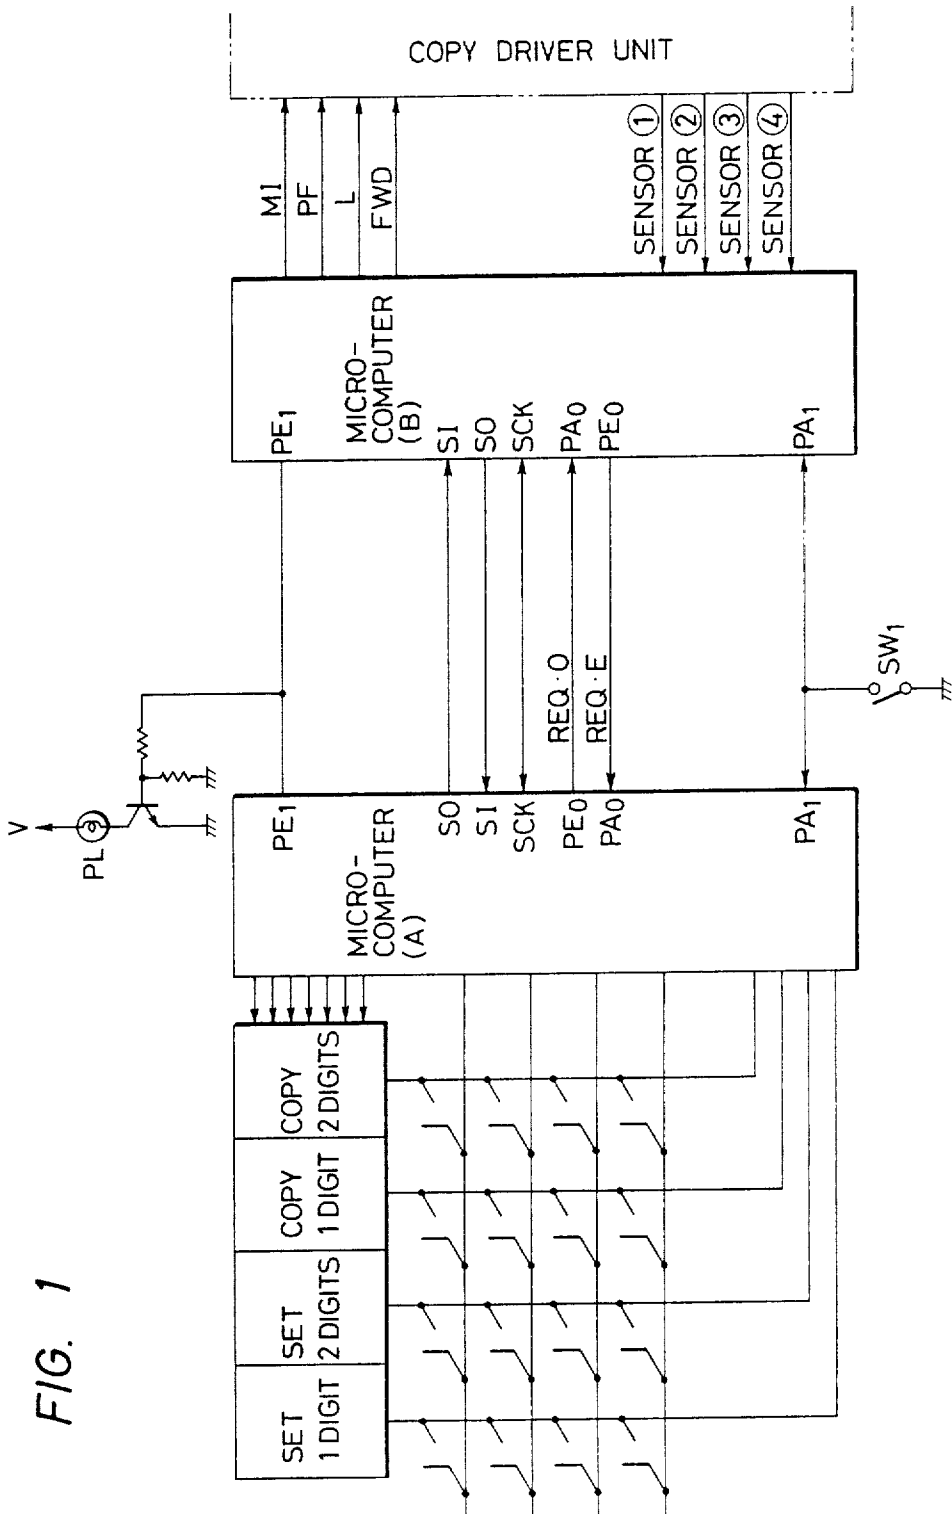 FIG. 1
SET
1 DIGIT
SET
2 DIGITS
COPY
1 DIGIT
COPY
2 DIGITS
PL
V
MICRO-
COMPUTER
(A)
PE1
SO
SI
SCK
PE0
PA0
PA1
REQ·O
REQ·E
SW1
PE1
MICRO-
COMPUTER
(B)
SI
SO
SCK
PA0
PE0
PA1
MI
PF
L
FWD
SENSOR ①
SENSOR ②
SENSOR ③
SENSOR ④
COPY DRIVER UNIT